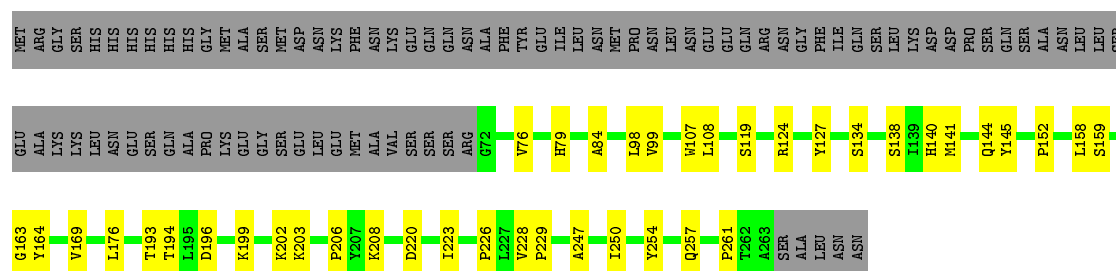 MET ARG GLY SER HIS HIS HIS HIS HIS HIS GLY MET ALA SER MET ASP ASN LYS PHE ASN LYS GLU GLN GLN ASN ALA PHE TYR GLU ILE LEU ASN MET PRO ASN LEU ASN GLU GLU GLN ARG ASN GLY PHE ILE GLN SER LEU LYS ASP ASP PRO SER GLN SER ALA ASN LEU LEU
GLU ALA LYS LYS LEU ASN GLU SER GLN ALA PRO LYS GLU GLY SER GLU LEU GLU MET ALA VAL SER SER SER ARG G72 V76 H79 A84 L98 V99 W107 L108 S119 R124 Y127 S134 S138 I139 H140 M141 Q144 Y145 P152 L158 S159
G163 Y164 V169 L176 T193 T194 L195 D196 K199 K202 K203 P206 Y207 K208 D220 I223 P226 L227 V228 P229 A247 I250 Y254 Q257 P261 T262 A263 SER ALA LEU ASN ASN